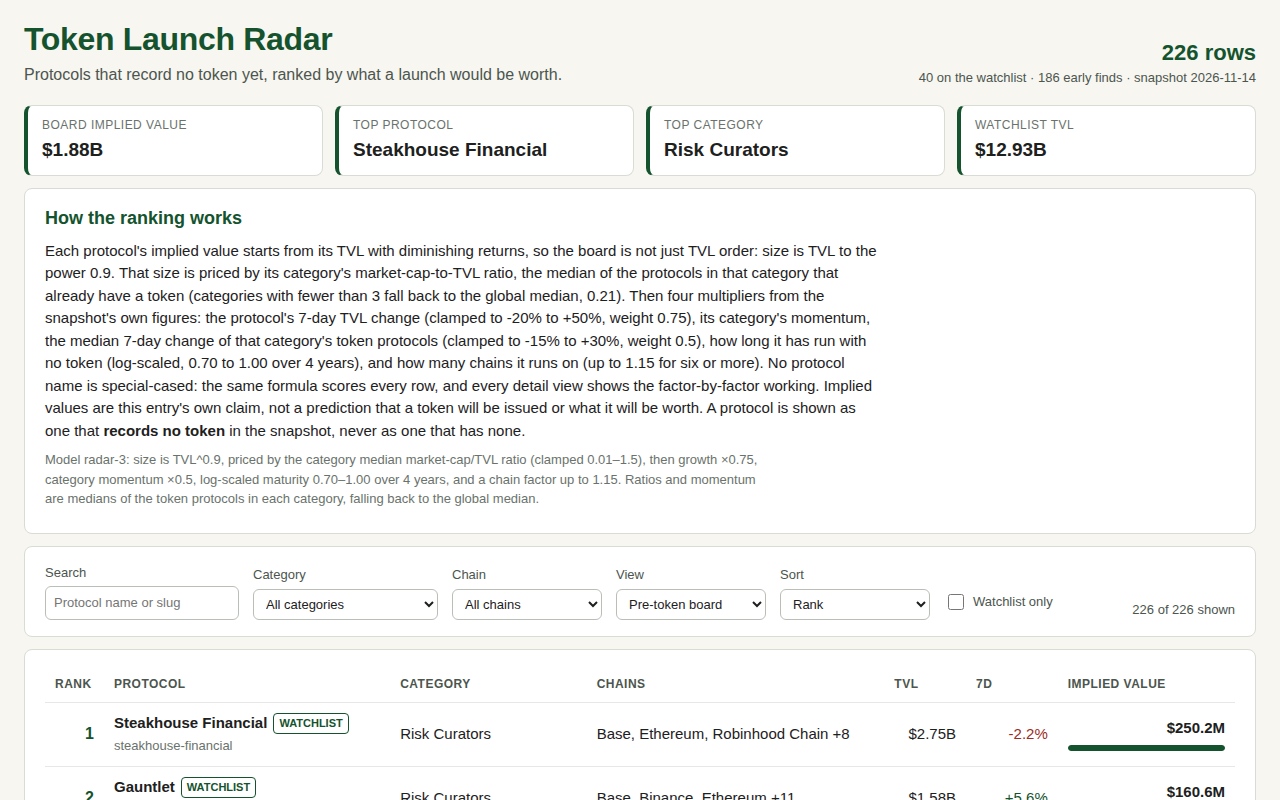 Token Launch Radar
Protocols that record no token yet, ranked by what a launch would be worth.
226 rows
40 on the watchlist · 186 early finds · snapshot 2026-11-14
BOARD IMPLIED VALUE
$1.88B
TOP PROTOCOL
Steakhouse Financial
TOP CATEGORY
Risk Curators
WATCHLIST TVL
$12.93B
How the ranking works
Each protocol's implied value starts from its TVL with diminishing returns, so the board is not just TVL order: size is TVL to the
power 0.9. That size is priced by its category's market-cap-to-TVL ratio, the median of the protocols in that category that
already have a token (categories with fewer than 3 fall back to the global median, 0.21). Then four multipliers from the
snapshot's own figures: the protocol's 7-day TVL change (clamped to -20% to +50%, weight 0.75), its category's momentum,
the median 7-day change of that category's token protocols (clamped to -15% to +30%, weight 0.5), how long it has run with
no token (log-scaled, 0.70 to 1.00 over 4 years), and how many chains it runs on (up to 1.15 for six or more). No protocol
name is special-cased: the same formula scores every row, and every detail view shows the factor-by-factor working. Implied
values are this entry's own claim, not a prediction that a token will be issued or what it will be worth. A protocol is shown as
one that records no token in the snapshot, never as one that has none.
Model radar-3: size is TVL^0.9, priced by the category median market-cap/TVL ratio (clamped 0.01–1.5), then growth ×0.75,
category momentum ×0.5, log-scaled maturity 0.70–1.00 over 4 years, and a chain factor up to 1.15. Ratios and momentum
are medians of the token protocols in each category, falling back to the global median.
Search
Protocol name or slug
Category
All categories
Chain
All chains
View
Pre-token board
Sort
Rank
Watchlist only
226 of 226 shown
RANK PROTOCOL CATEGORY CHAINS TVL 7D IMPLIED VALUE
1 Steakhouse Financial WATCHLIST Risk Curators Base, Ethereum, Robinhood Chain +8 $2.75B -2.2% $250.2M
steakhouse-financial
2 Gauntlet WATCHLIST Risk Curators Base, Binance, Ethereum +11 $1.58B +5.6% $160.6M